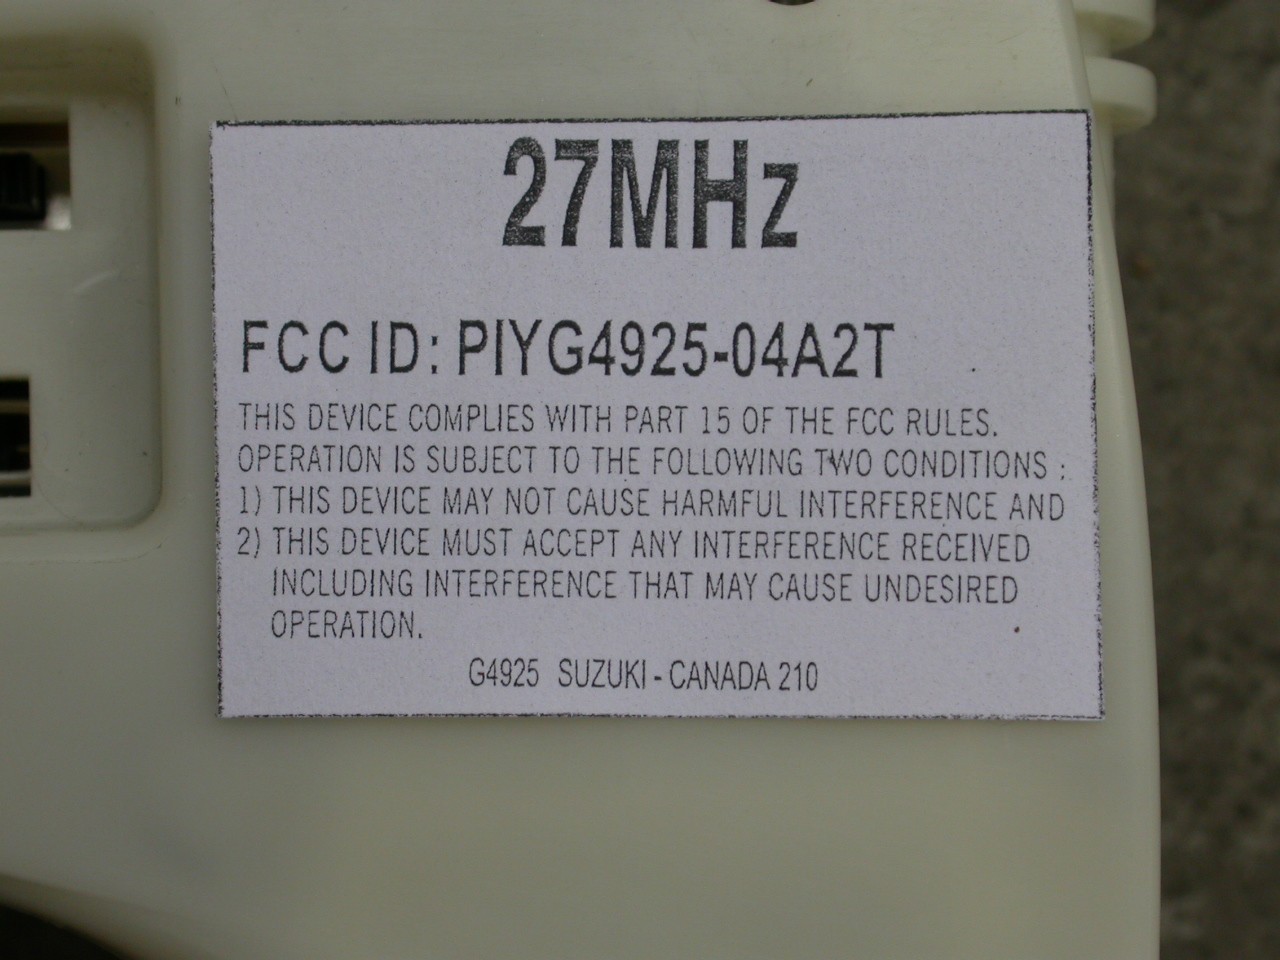 27MHz
FCC ID: PIYG4925-04A2T
THIS DEVICE COMPLIES WITH PART 15 OF THE FCC RULES.
OPERATION IS SUBJECT TO THE FOLLOWING TWO CONDITIONS :
1) THIS DEVICE MAY NOT CAUSE HARMFUL INTERFERENCE AND
2) THIS DEVICE MUST ACCEPT ANY INTERFERENCE RECEIVED
INCLUDING INTERFERENCE THAT MAY CAUSE UNDESIRED
OPERATION.
G4925 SUZUKI - CANADA 210